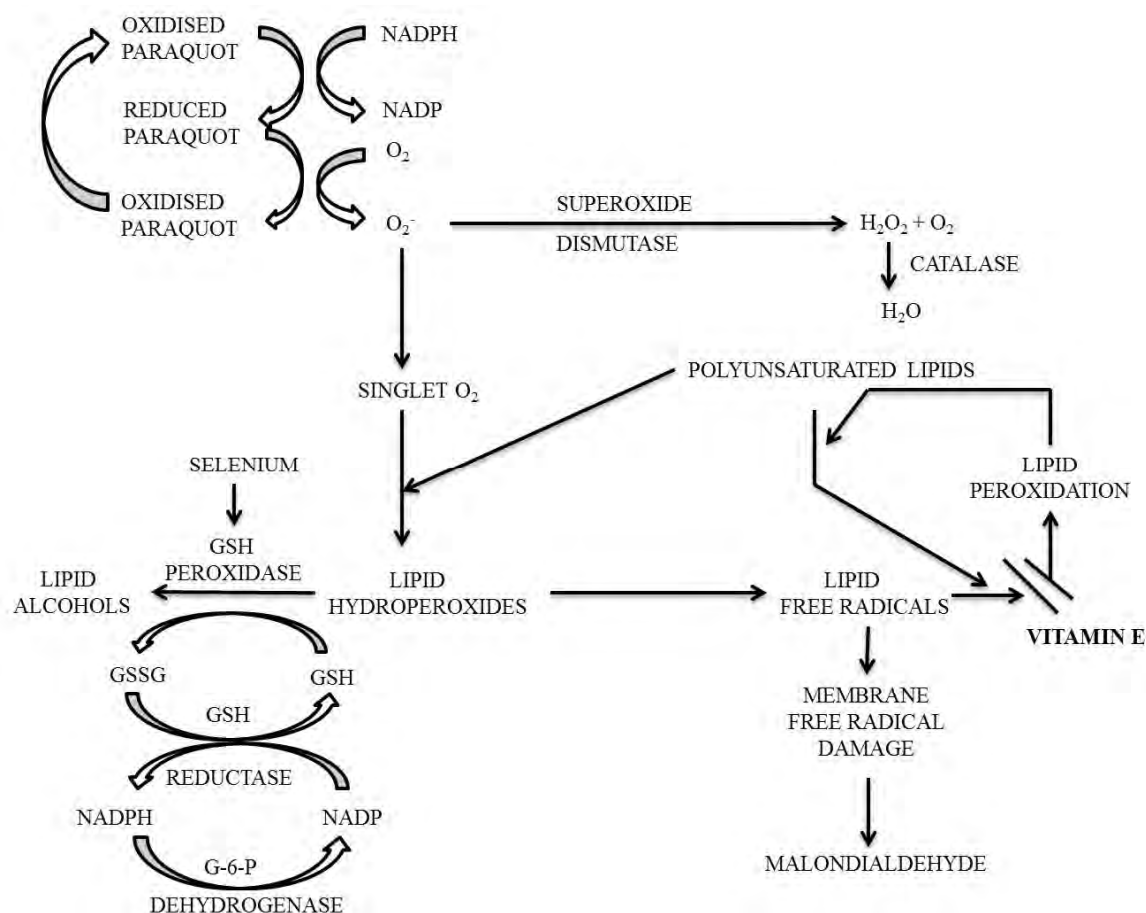 OXIDISED
PARAQUOT
NADPH
REDUCED
PARAQUOT
NADP
O₂
OXIDISED
PARAQUOT
O₂⁻
SUPEROXIDE
DISMUTASE
H₂O₂ + O₂
CATALASE
H₂O
POLYUNSATURATED LIPIDS
SINGLET O₂
SELENIUM
LIPID
PEROXIDATION
GSH
PEROXIDASE
LIPID
ALCOHOLS
LIPID
HYDROPEROXIDES
LIPID
FREE RADICALS
VITAMIN E
GSSG
GSH
GSH
REDUCTASE
MEMBRANE
FREE RADICAL
DAMAGE
NADPH
NADP
G-6-P
DEHYDROGENASE
MALONDIALDEHYDE